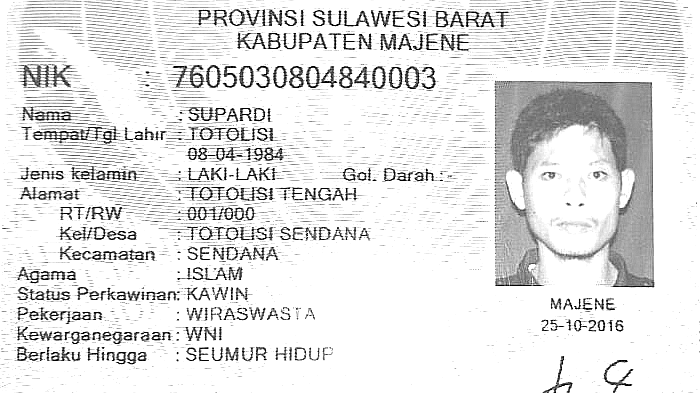 PROVINSI SULAWESI BARAT
KABUPATEN MAJENE
NIK : 7605030804840003
Nama : SUPARDI
Tempat/Tgl Lahir : TOTOLISI
08-04-1984
Jenis kelamin : LAKI-LAKI Gol. Darah : -
Alamat : TOTOLISI TENGAH
RT/RW : 001/000
Kel/Desa : TOTOLISI SENDANA
Kecamatan : SENDANA
Agama : ISLAM
Status Perkawinan: KAWIN
Pekerjaan : WIRASWASTA
Kewarganegaraan: WNI
Berlaku Hingga : SEUMUR HIDUP
MAJENE
25-10-2016